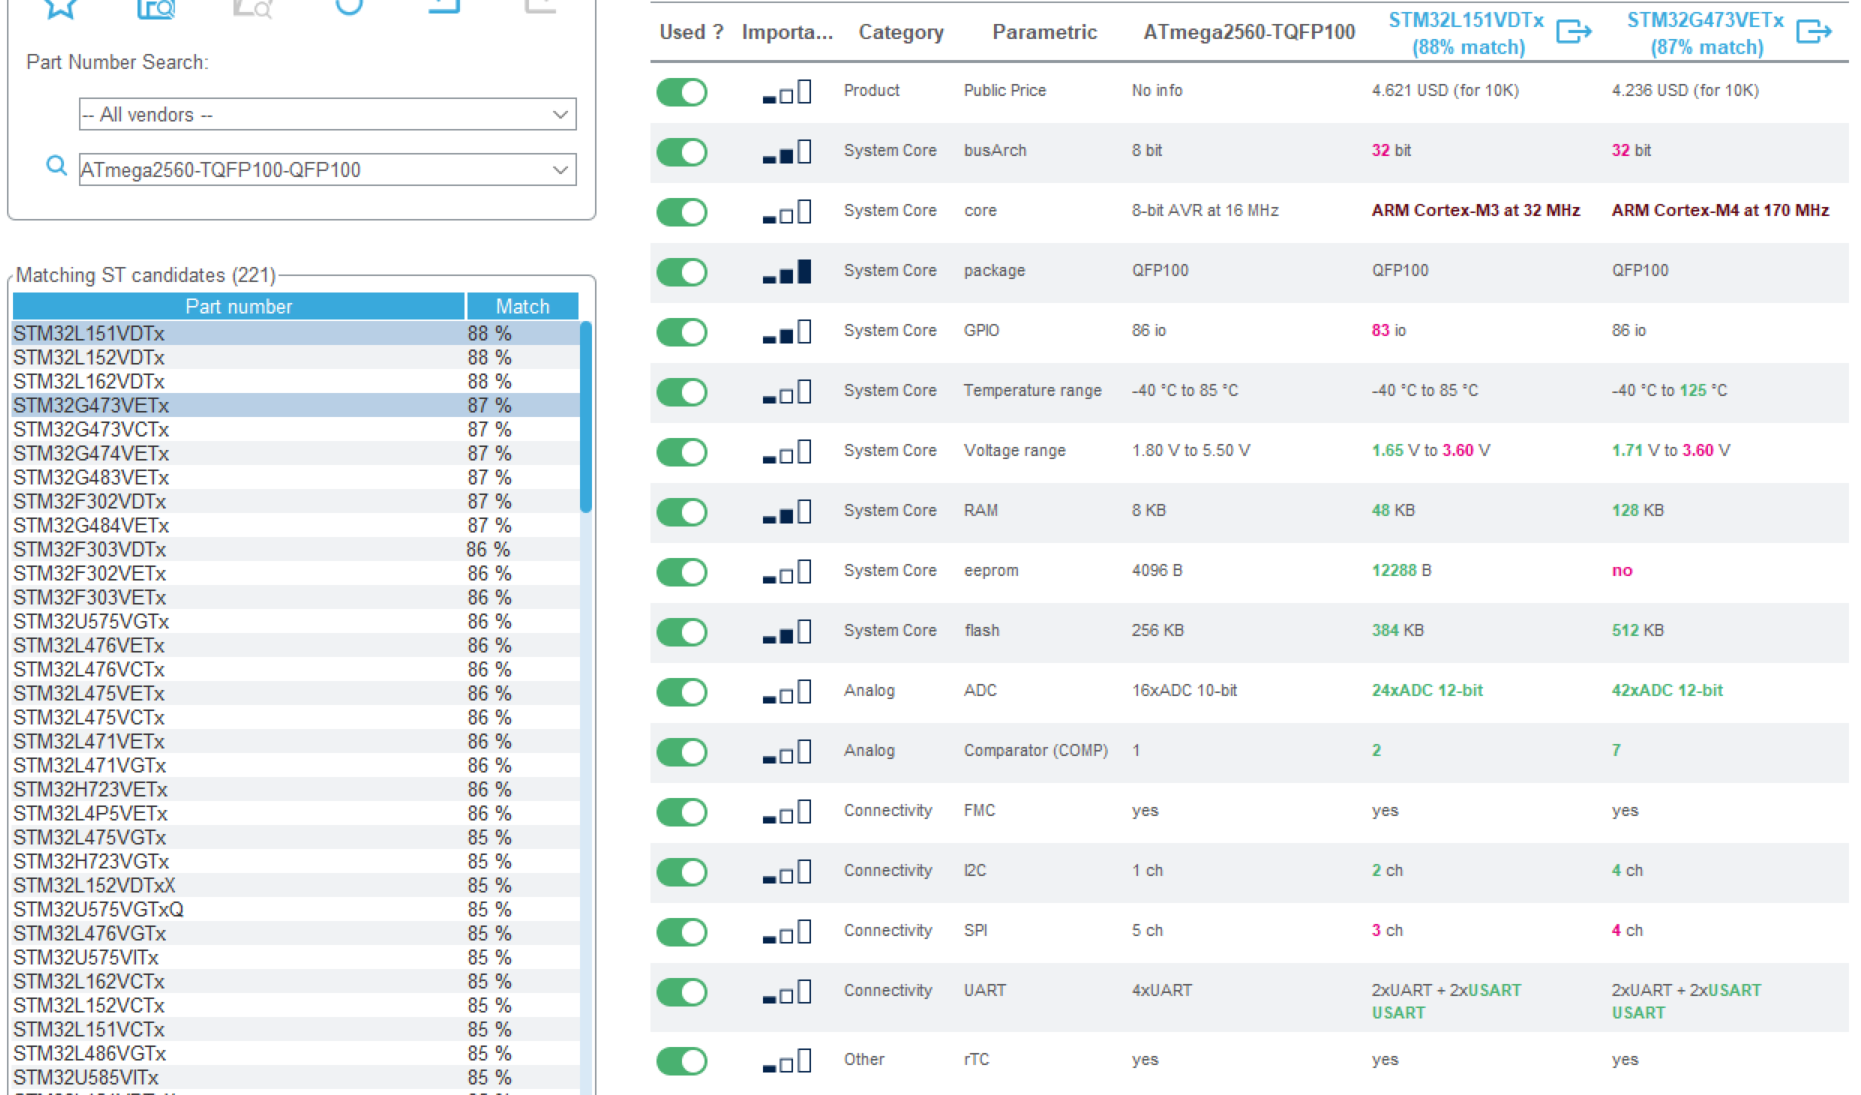 Part Number Search:
-- All vendors --
ATmega2560-TQFP100-QFP100
Matching ST candidates (221)
Part number Match
STM32L151VDTx 88 %
STM32L152VDTx 88 %
STM32L162VDTx 88 %
STM32G473VETx 87 %
STM32G473VCTx 87 %
STM32G474VETx 87 %
STM32G483VETx 87 %
STM32F302VDTx 87 %
STM32G484VETx 87 %
STM32F303VDTx 86 %
STM32F302VETx 86 %
STM32F303VETx 86 %
STM32U575VGTx 86 %
STM32L476VETx 86 %
STM32L476VCTx 86 %
STM32L475VETx 86 %
STM32L475VCTx 86 %
STM32L471VETx 86 %
STM32L471VGTx 86 %
STM32H723VETx 86 %
STM32L4P5VETx 86 %
STM32L475VGTx 85 %
STM32H723VGTx 85 %
STM32L152VDTxX 85 %
STM32U575VGTxQ 85 %
STM32L476VGTx 85 %
STM32U575VITx 85 %
STM32L162VCTx 85 %
STM32L152VCTx 85 %
STM32L151VCTx 85 %
STM32L486VGTx 85 %
STM32U585VITx 85 %
Used ? Importa... Category Parametric ATmega2560-TQFP100 STM32L151VDTx STM32G473VETx
(88% match) (87% match)
Product Public Price No info 4.621 USD (for 10K) 4.236 USD (for 10K)
System Core busArch 8 bit 32 bit 32 bit
System Core core 8-bit AVR at 16 MHz ARM Cortex-M3 at 32 MHz ARM Cortex-M4 at 170 MHz
System Core package QFP100 QFP100 QFP100
System Core GPIO 86 io 83 io 86 io
System Core Temperature range -40 °C to 85 °C -40 °C to 85 °C -40 °C to 125 °C
System Core Voltage range 1.80 V to 5.50 V 1.65 V to 3.60 V 1.71 V to 3.60 V
System Core RAM 8 KB 48 KB 128 KB
System Core eeprom 4096 B 12288 B no
System Core flash 256 KB 384 KB 512 KB
Analog ADC 16xADC 10-bit 24xADC 12-bit 42xADC 12-bit
Analog Comparator (COMP) 1 2 7
Connectivity FMC yes yes yes
Connectivity I2C 1 ch 2 ch 4 ch
Connectivity SPI 5 ch 3 ch 4 ch
Connectivity UART 4xUART 2xUART + 2xUSART 2xUART + 2xUSART
USART USART
Other rTC yes yes yes